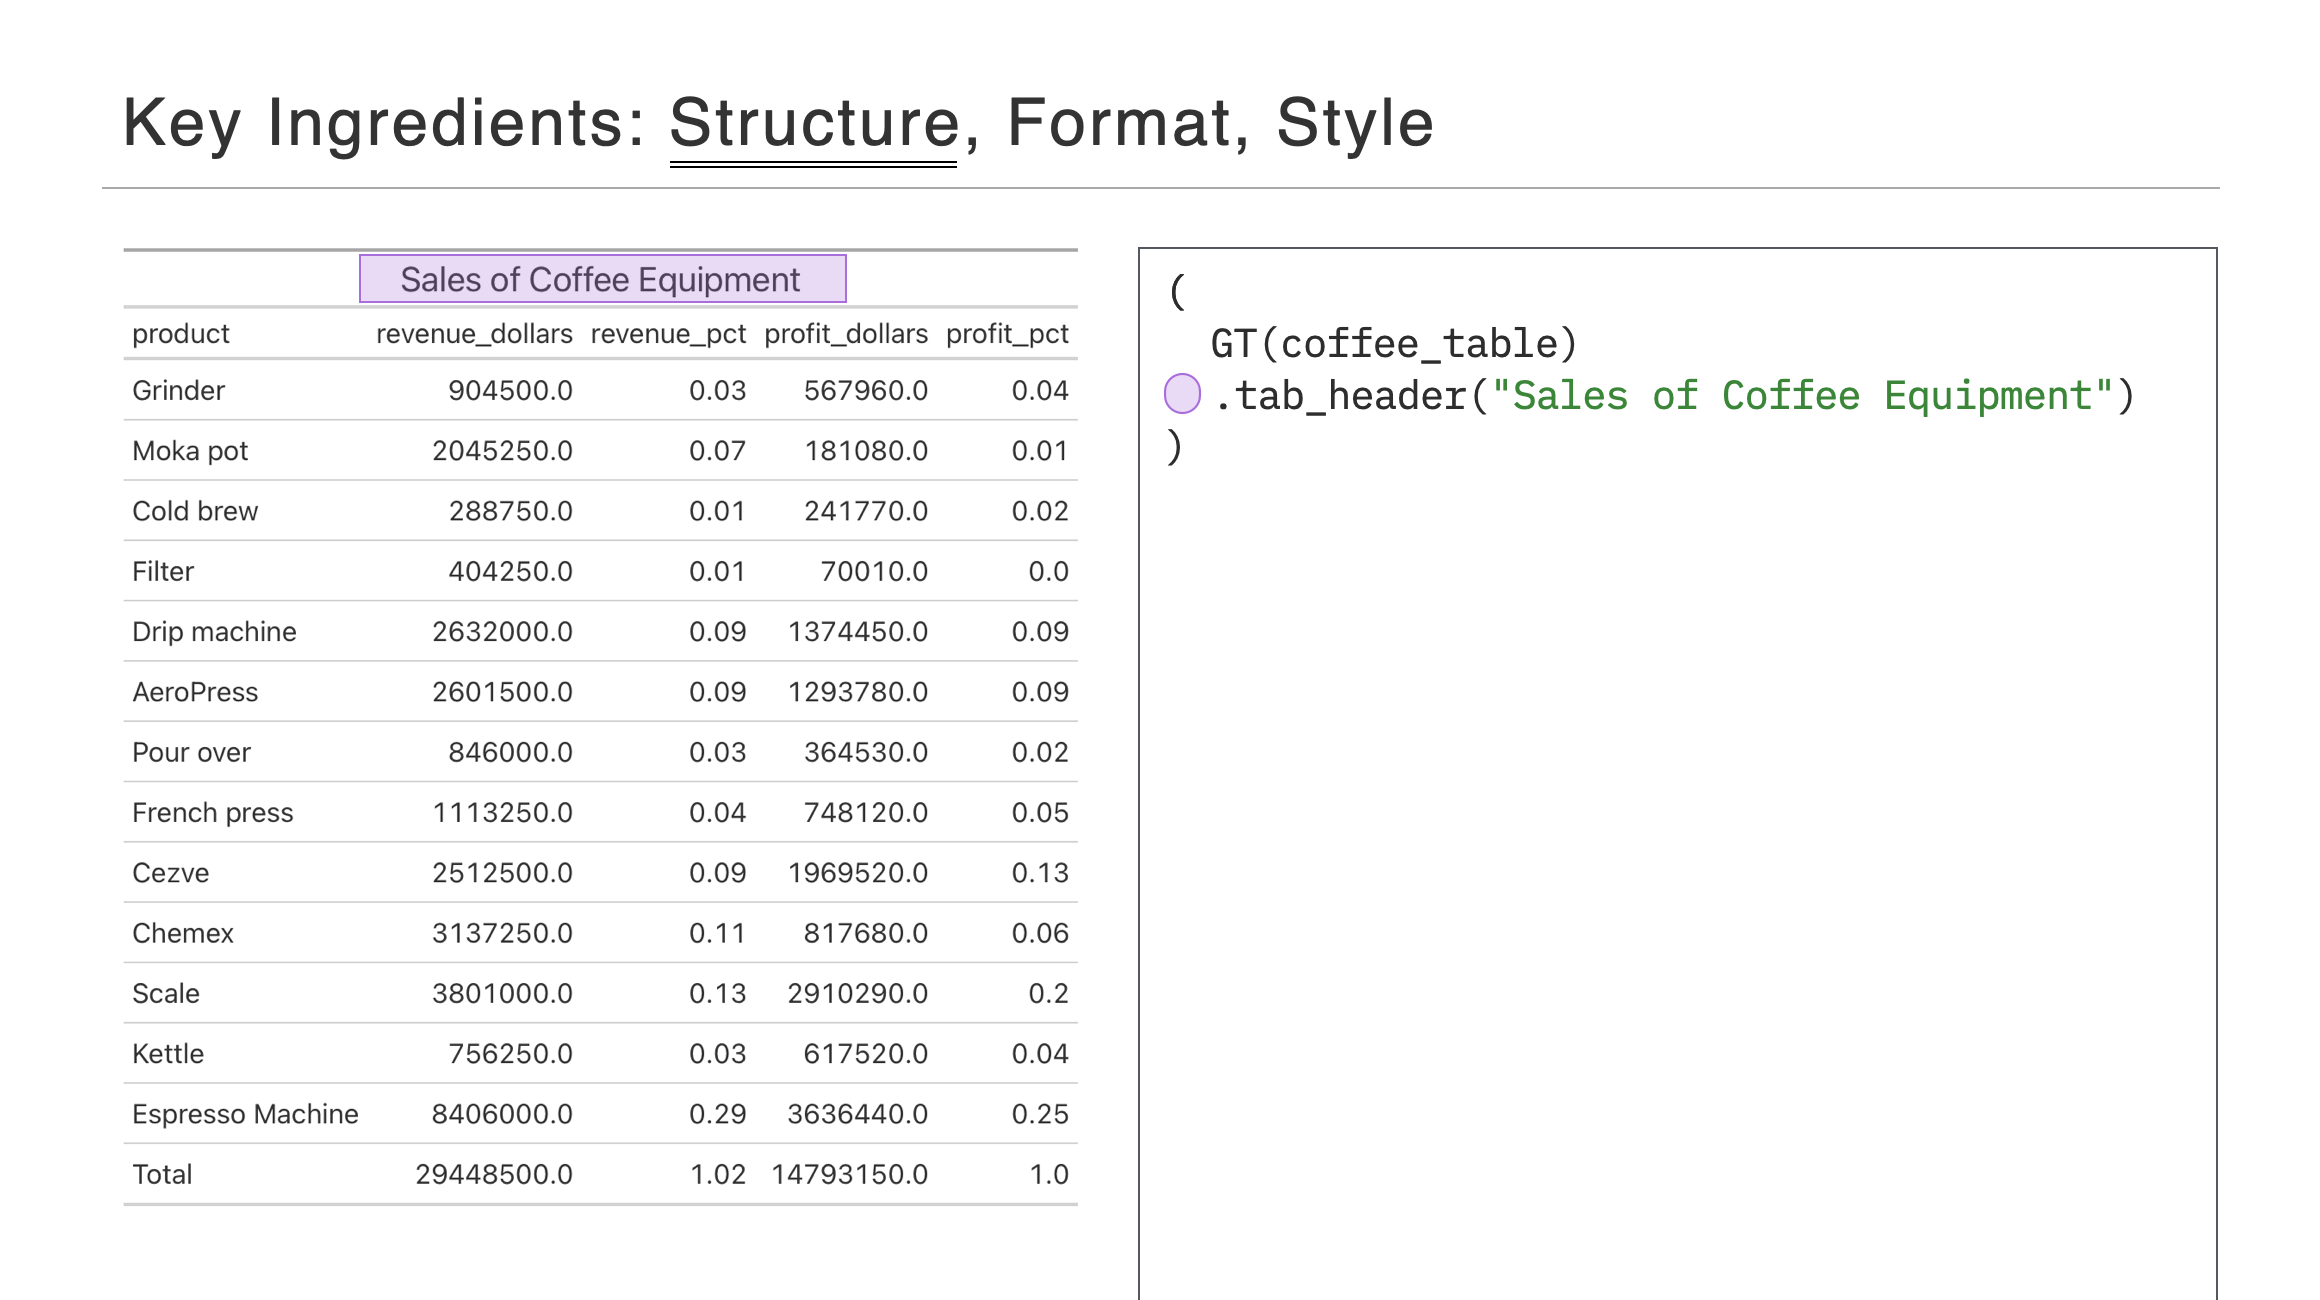 Key Ingredients: Structure, Format, Style
Sales of Coffee Equipment
product revenue_dollars revenue_pct profit_dollars profit_pct
Grinder 904500.0 0.03 567960.0 0.04
Moka pot 2045250.0 0.07 181080.0 0.01
Cold brew 288750.0 0.01 241770.0 0.02
Filter 404250.0 0.01 70010.0 0.0
Drip machine 2632000.0 0.09 1374450.0 0.09
AeroPress 2601500.0 0.09 1293780.0 0.09
Pour over 846000.0 0.03 364530.0 0.02
French press 1113250.0 0.04 748120.0 0.05
Cezve 2512500.0 0.09 1969520.0 0.13
Chemex 3137250.0 0.11 817680.0 0.06
Scale 3801000.0 0.13 2910290.0 0.2
Kettle 756250.0 0.03 617520.0 0.04
Espresso Machine 8406000.0 0.29 3636440.0 0.25
Total 29448500.0 1.02 14793150.0 1.0
(
GT(coffee_table)
.tab_header("Sales of Coffee Equipment")
)